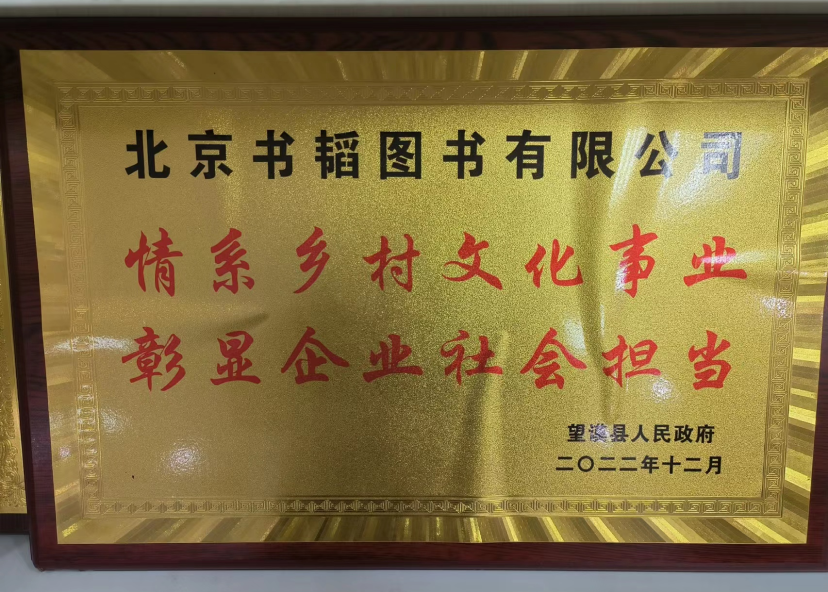 北京书韬图书有限公司
情系乡村文化事业
彰显企业社会担当
望谟县人民政府
二〇二二年十二月